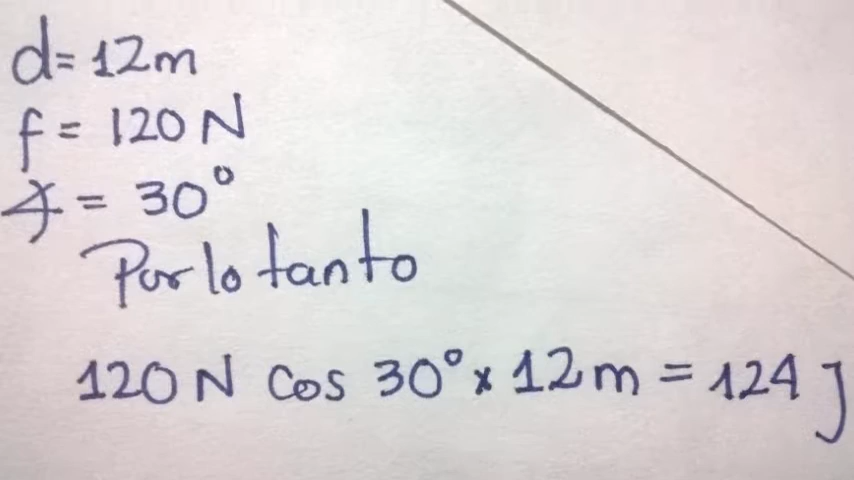 d= 12m
f = 120 N
∡ = 30°
Por lo tanto
120 N cos 30° x 12 m = 124 J